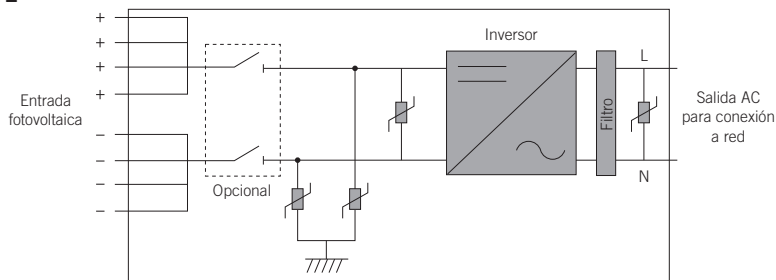 +
+
+
+
Entrada
fotovoltaica
−
−
−
−
Opcional
Inversor
Filtro
L
N
Salida AC
para conexión
a red